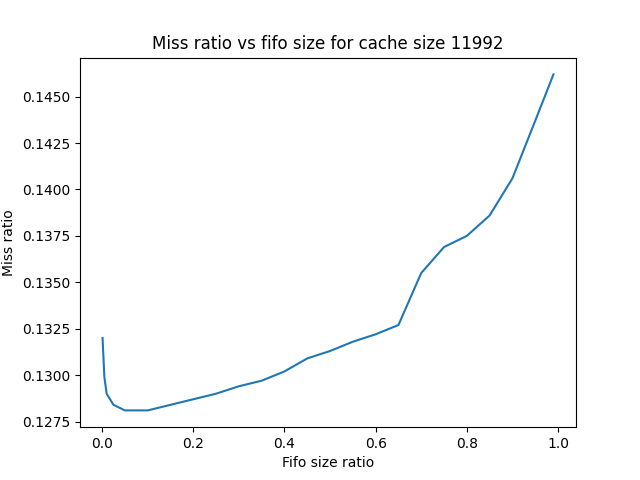 Miss ratio vs fifo size for cache size 11992
0.1450
0.1425
0.1400
0.1375
0.1350
0.1325
0.1300
0.1275
Miss ratio
0.0 0.2 0.4 0.6 0.8 1.0
Fifo size ratio